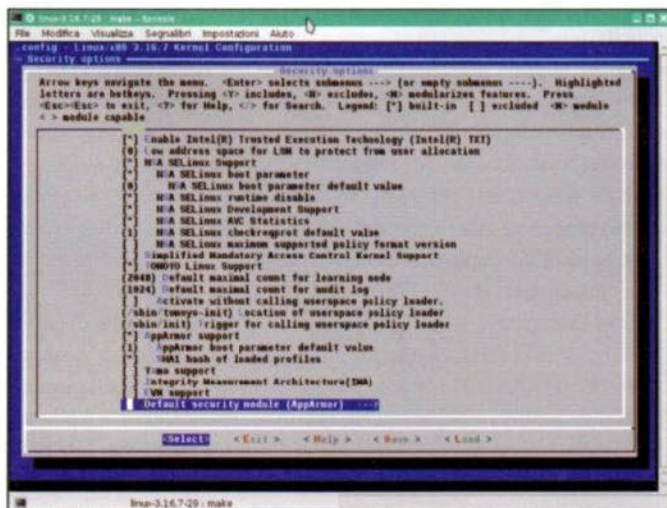 linux-3.16.7-29 : make - Konsole
File Modifica Visualizza Segnalibri Impostazioni Aiuto
.config - Linux/x86 3.16.7 Kernel Configuration
Security options
Security options
Arrow keys navigate the menu. <Enter> selects submenus ---> (or empty submenus ----). Highlighted
letters are hotkeys. Pressing <Y> includes, <N> excludes, <M> modularizes features. Press
<Esc><Esc> to exit, <?> for Help, </> for Search. Legend: [*] built-in [ ] excluded <M> module
< > module capable
[*] Enable Intel(R) Trusted Execution Technology (Intel(R) TXT)
(0) Low address space for LSM to protect from user allocation
[*] NSA SELinux Support
[*] NSA SELinux boot parameter
(0) NSA SELinux boot parameter default value
[*] NSA SELinux runtime disable
[*] NSA SELinux Development Support
[*] NSA SELinux AVC Statistics
(1) NSA SELinux checkreqprot default value
[ ] NSA SELinux maximum supported policy format version
[ ] Simplified Mandatory Access Control Kernel Support
[*] TOMOYO Linux Support
(2048) Default maximal count for learning mode
(1024) Default maximal count for audit log
[ ] Activate without calling userspace policy loader.
(/sbin/tomoyo-init) Location of userspace policy loader
(/sbin/init) Trigger for calling userspace policy loader
[*] AppArmor support
(1) AppArmor boot parameter default value
[*] SHA1 hash of loaded profiles
[ ] Yama support
[ ] Integrity Measurement Architecture(IMA)
[ ] EVM support
Default security module (AppArmor) --->
<Select> < Exit > < Help > < Save > < Load >
linux-3.16.7-29 : make